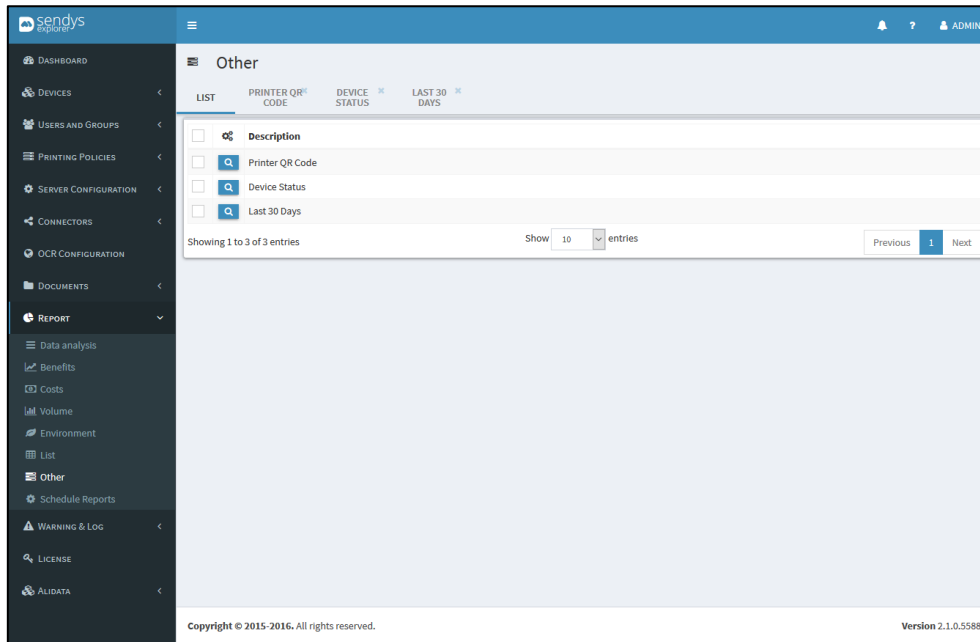 sendys
explorer
ADMIN
?
DASHBOARD
DEVICES
USERS AND GROUPS
PRINTING POLICIES
SERVER CONFIGURATION
CONNECTORS
OCR CONFIGURATION
DOCUMENTS
REPORT
Data analysis
Benefits
Costs
Volume
Environment
List
Other
Schedule Reports
WARNING & LOG
LICENSE
ALIDATA
Other
LIST
PRINTER QR
CODE
DEVICE
STATUS
LAST 30
DAYS
Description
Printer QR Code
Device Status
Last 30 Days
Showing 1 to 3 of 3 entries
Show 10 entries
Previous 1 Next
Copyright © 2015-2016. All rights reserved.
Version 2.1.0.5588